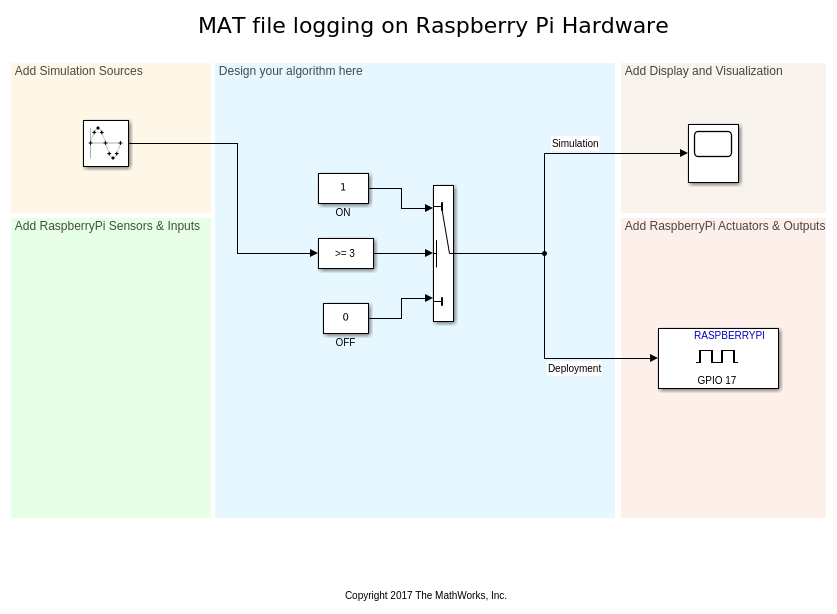 MAT file logging on Raspberry Pi Hardware
Add Simulation Sources
Design your algorithm here
Add Display and Visualization
Simulation
1
ON
Add RaspberryPi Sensors & Inputs
Add RaspberryPi Actuators & Outputs
>= 3
0
OFF
RASPBERRYPI
GPIO 17
Deployment
Copyright 2017 The MathWorks, Inc.